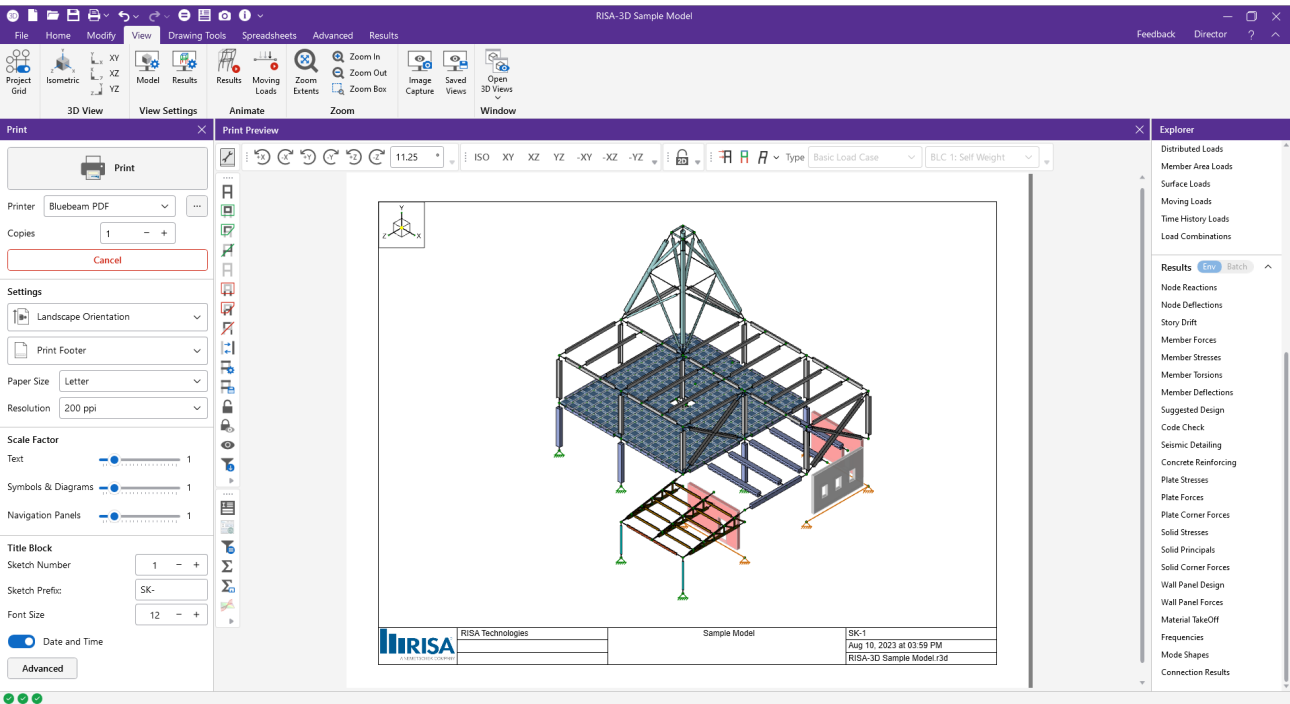 RISA-3D Sample Model
File Home Modify View Drawing Tools Spreadsheets Advanced Results Feedback Director ?
Project Grid
Isometric
XY
XZ
YZ
3D View
Model
Results
View Settings
Results
Moving Loads
Animate
Zoom Extents
Zoom In
Zoom Out
Zoom Box
Zoom
Image Capture
Saved Views
Open 3D Views
Window
Print
Print
Printer Bluebeam PDF ...
Copies 1 - +
Cancel
Settings
Landscape Orientation
Print Footer
Paper Size Letter
Resolution 200 ppi
Scale Factor
Text 1
Symbols & Diagrams 1
Navigation Panels 1
Title Block
Sketch Number 1 - +
Sketch Prefix: SK-
Font Size 12 - +
Date and Time
Advanced
Print Preview
+X -X +Y -Y +Z -Z 11.25 ° ISO XY XZ YZ -XY -XZ -YZ 2D Type Basic Load Case BLC 1: Self Weight
Y
Z X
RISA
A NEMETSCHEK COMPANY
RISA Technologies
Sample Model
SK-1
Aug 10, 2023 at 03:59 PM
RISA-3D Sample Model.r3d
Explorer
Distributed Loads
Member Area Loads
Surface Loads
Moving Loads
Time History Loads
Load Combinations
Results Env Batch
Node Reactions
Node Deflections
Story Drift
Member Forces
Member Stresses
Member Torsions
Member Deflections
Suggested Design
Code Check
Seismic Detailing
Concrete Reinforcing
Plate Stresses
Plate Forces
Plate Corner Forces
Solid Stresses
Solid Principals
Solid Corner Forces
Wall Panel Design
Wall Panel Forces
Material TakeOff
Frequencies
Mode Shapes
Connection Results